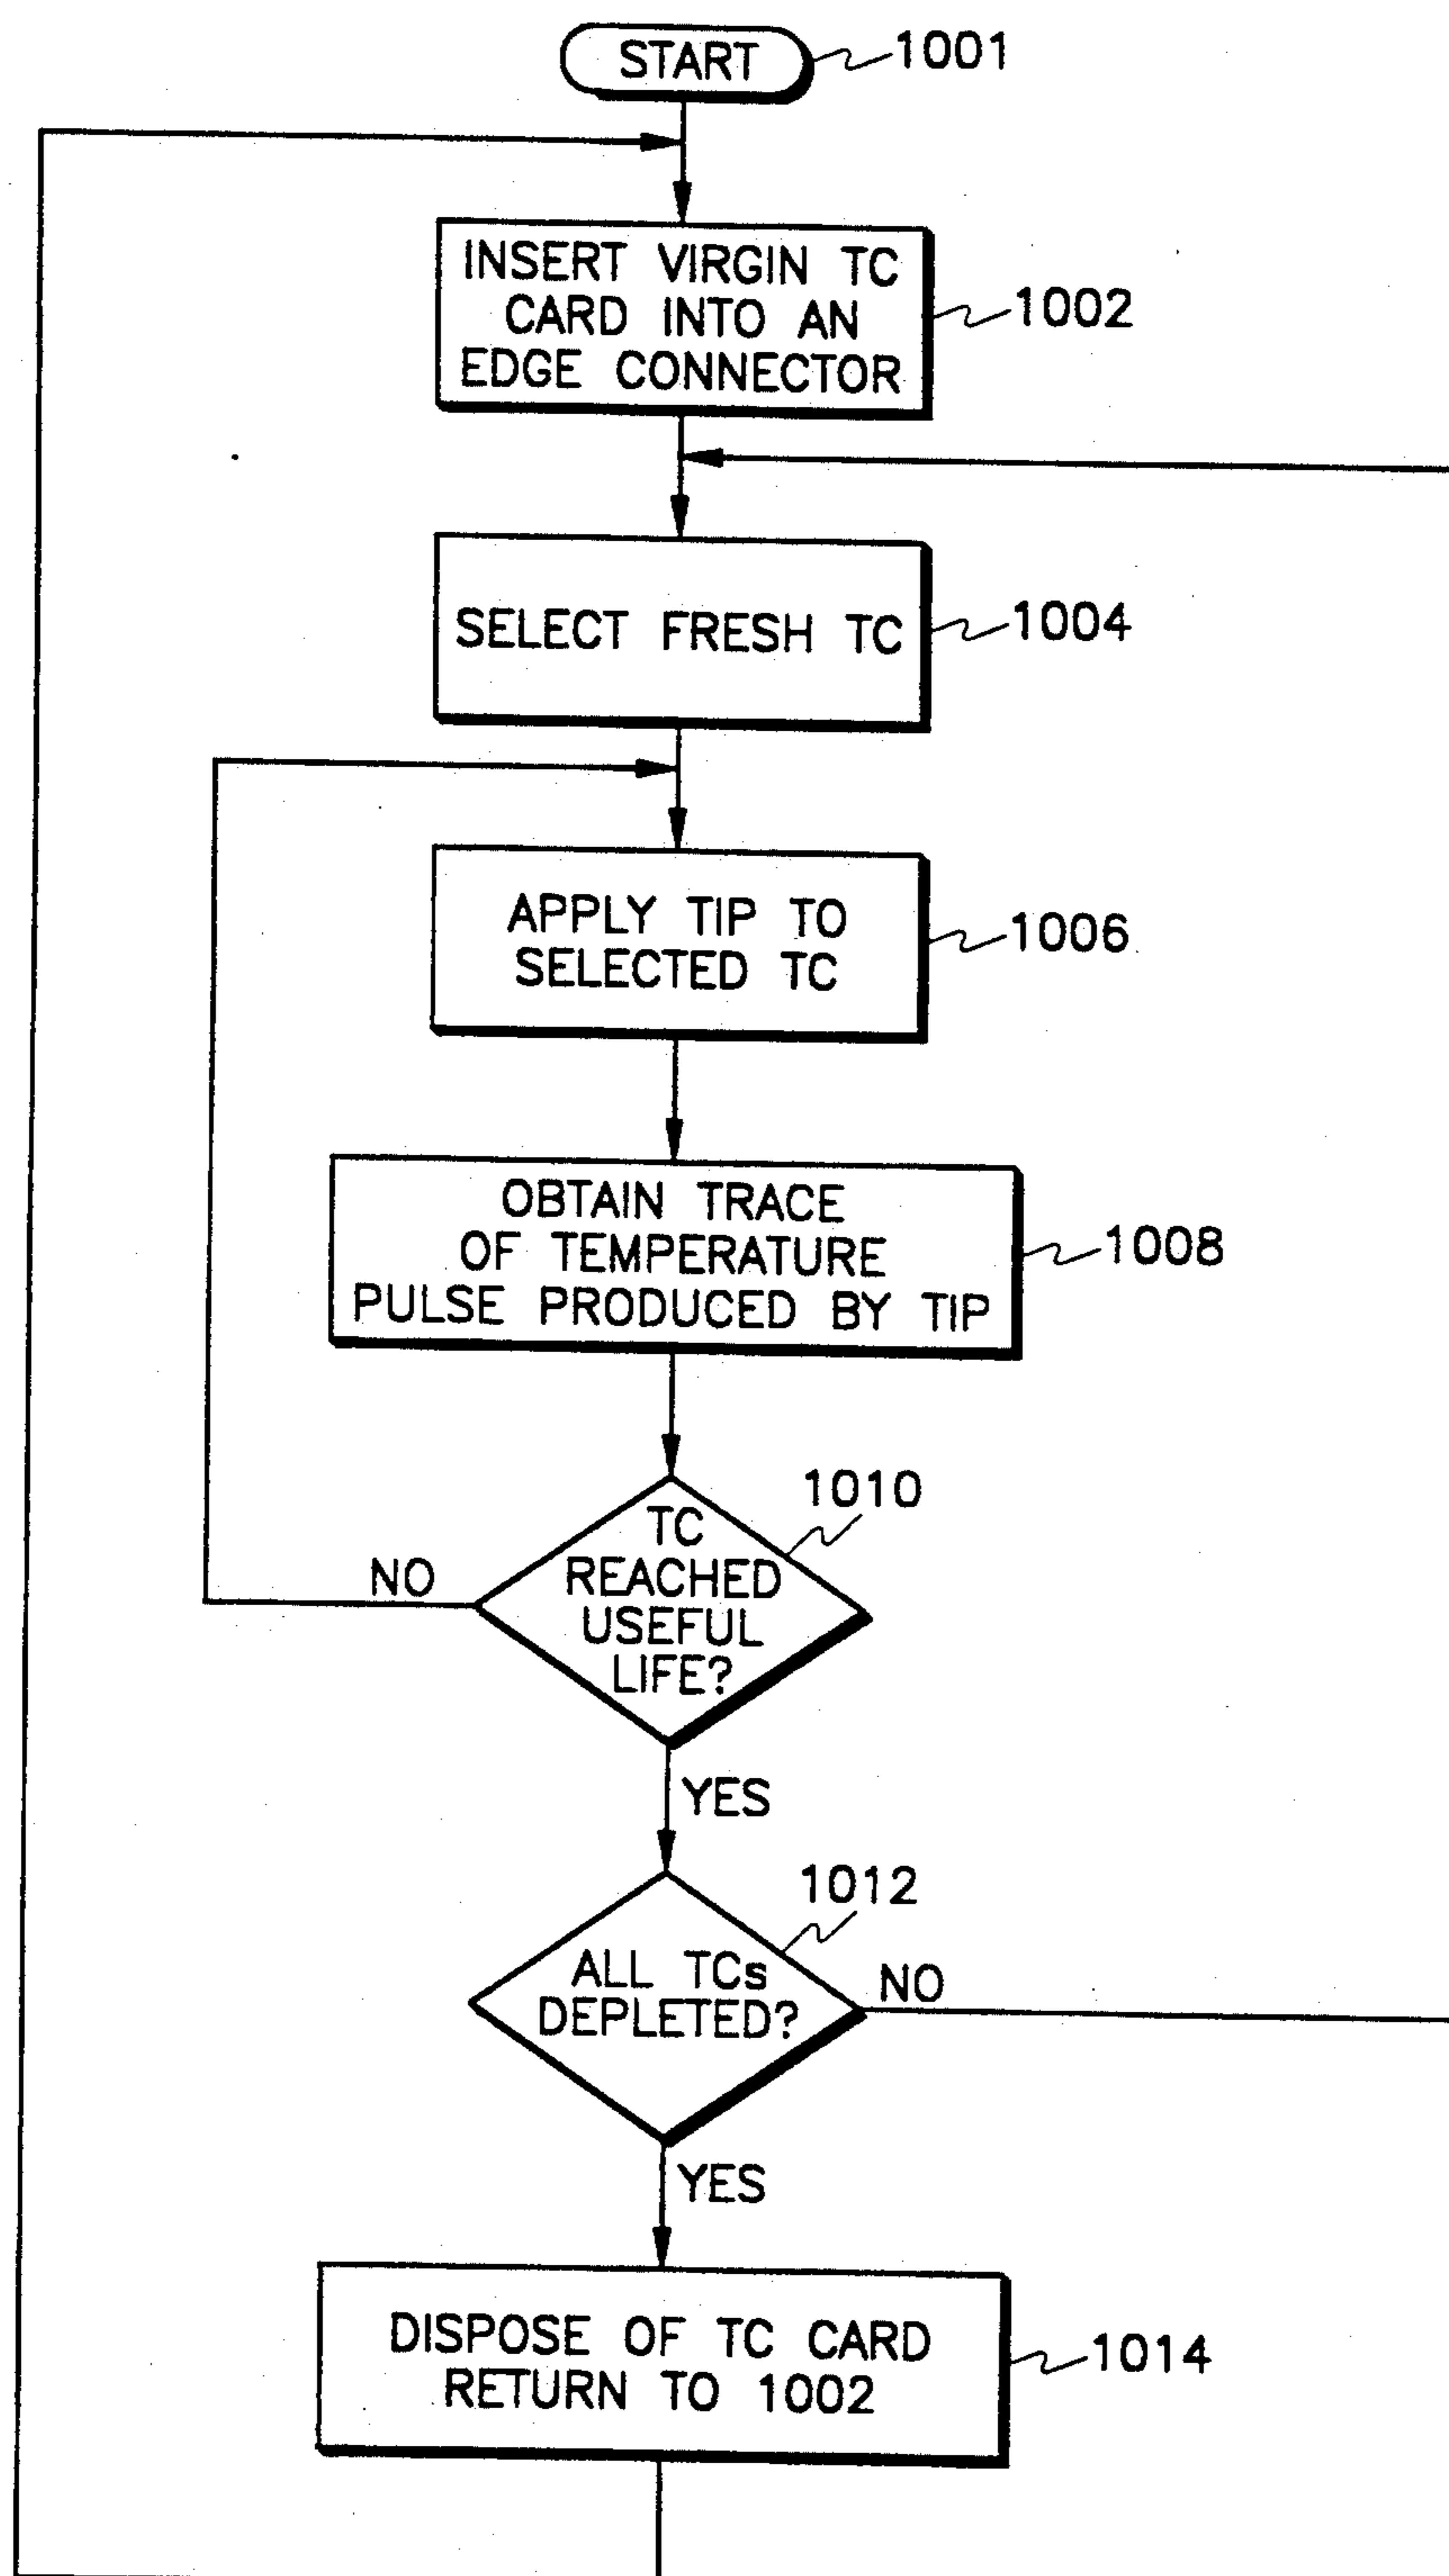 START
1001
INSERT VIRGIN TC
CARD INTO AN
EDGE CONNECTOR
1002
SELECT FRESH TC
1004
APPLY TIP TO
SELECTED TC
1006
OBTAIN TRACE
OF TEMPERATURE
PULSE PRODUCED BY TIP
1008
1010
TC
REACHED
USEFUL
LIFE?
NO
YES
1012
ALL TCs
DEPLETED?
NO
YES
DISPOSE OF TC CARD
RETURN TO 1002
1014